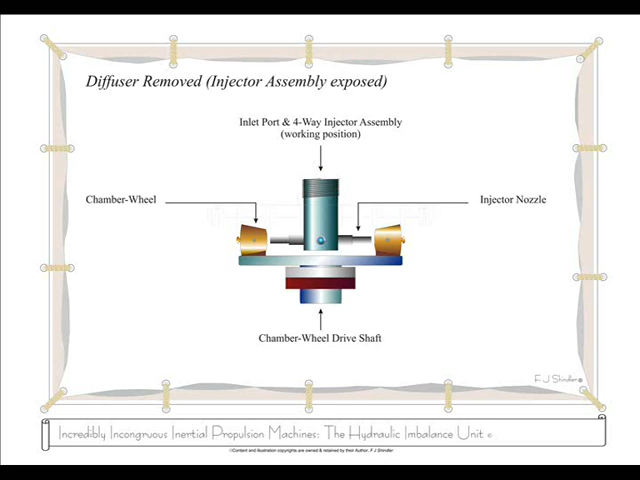 Diffuser Removed (Injector Assembly exposed)
Inlet Port & 4-Way Injector Assembly
(working position)
Chamber-Wheel
Injector Nozzle
Chamber-Wheel Drive Shaft
F J Shindler©
Incredibly Incongruous Inertial Propulsion Machines: The Hydraulic Imbalance Unit ©
©Content and illustration copyrights are owned & retained by their Author, F J Shindler